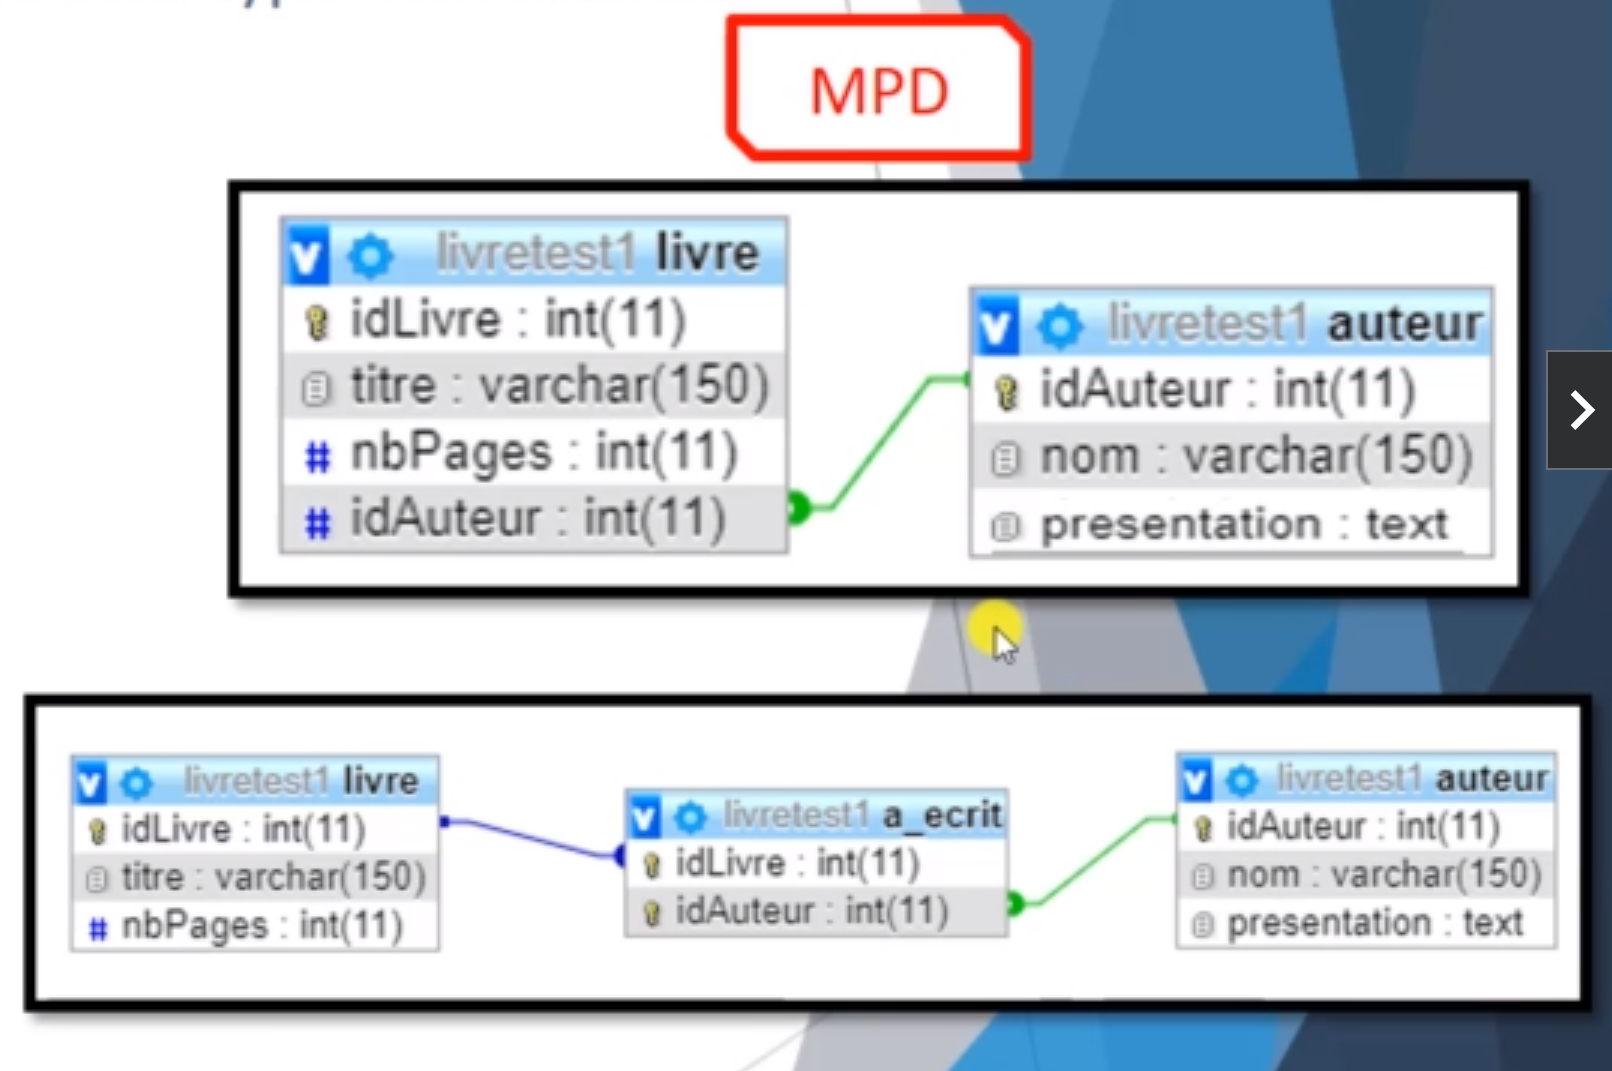 MPD
livretest1 livre
idLivre : int(11)
titre : varchar(150)
# nbPages : int(11)
# idAuteur : int(11)
livretest1 auteur
idAuteur : int(11)
nom : varchar(150)
presentation : text
livretest1 livre
idLivre : int(11)
titre : varchar(150)
# nbPages : int(11)
livretest1 a_ecrit
idLivre : int(11)
idAuteur : int(11)
livretest1 auteur
idAuteur : int(11)
nom : varchar(150)
presentation : text